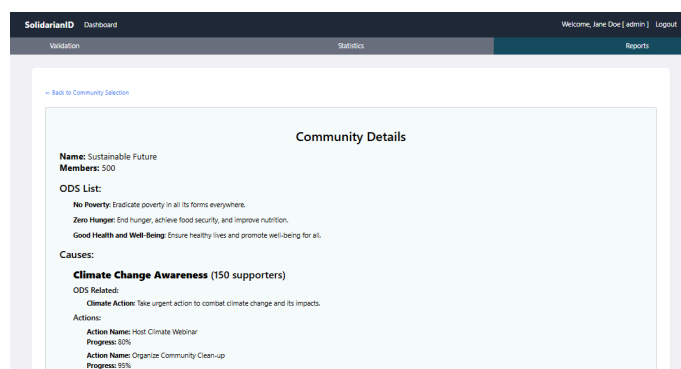 SolidarianID Dashboard Welcome, Jane Doe [ admin ] Logout
Validation Statistics Reports
← Back to Community Selection
Community Details
Name: Sustainable Future
Members: 500
ODS List:
No Poverty: Eradicate poverty in all its forms everywhere.
Zero Hunger: End hunger, achieve food security, and improve nutrition.
Good Health and Well-Being: Ensure healthy lives and promote well-being for all.
Causes:
Climate Change Awareness (150 supporters)
ODS Related:
Climate Action: Take urgent action to combat climate change and its impacts.
Actions:
Action Name: Host Climate Webinar
Progress: 80%
Action Name: Organize Community Clean-up
Progress: 95%